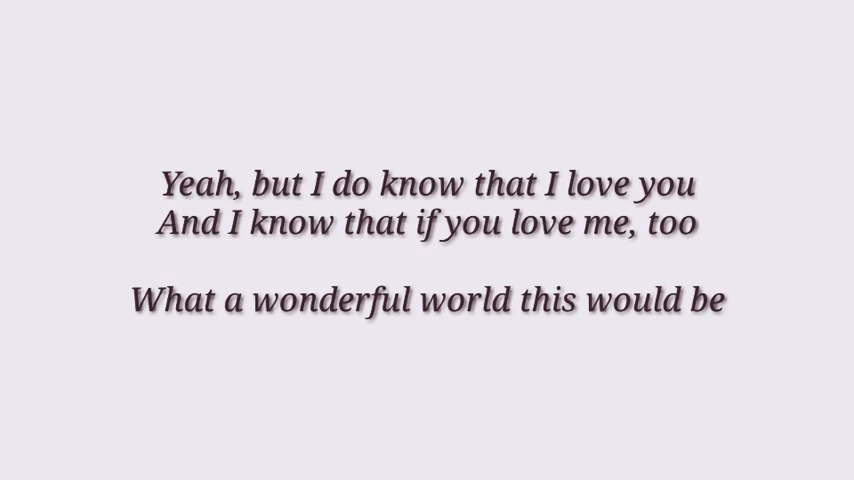 Yeah, but I do know that I love you
And I know that if you love me, too
What a wonderful world this would be